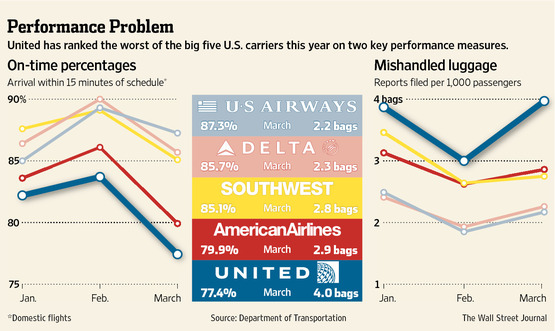 Performance Problem
United has ranked the worst of the big five U.S. carriers this year on two key performance measures.
On-time percentages
Arrival within 15 minutes of schedule*
90%
85
80
75
Jan. Feb. March
U·S AIRWAYS
87.3% March 2.2 bags
DELTA
85.7% March 2.3 bags
SOUTHWEST
85.1% March 2.8 bags
AmericanAirlines
79.9% March 2.9 bags
UNITED
77.4% March 4.0 bags
Mishandled luggage
Reports filed per 1,000 passengers
4 bags
3
2
1
Jan. Feb. March
*Domestic flights
Source: Department of Transportation
The Wall Street Journal